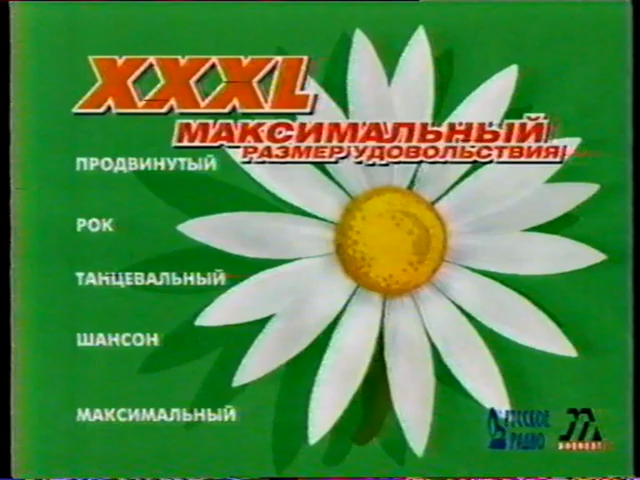 XXXL
МАКСИМАЛЬНЫЙ
РАЗМЕР УДОВОЛЬСТВИЯ
ПРОДВИНУТЫЙ
РОК
ТАНЦЕВАЛЬНЫЙ
ШАНСОН
МАКСИМАЛЬНЫЙ
РУССКОЕ
РАДИО